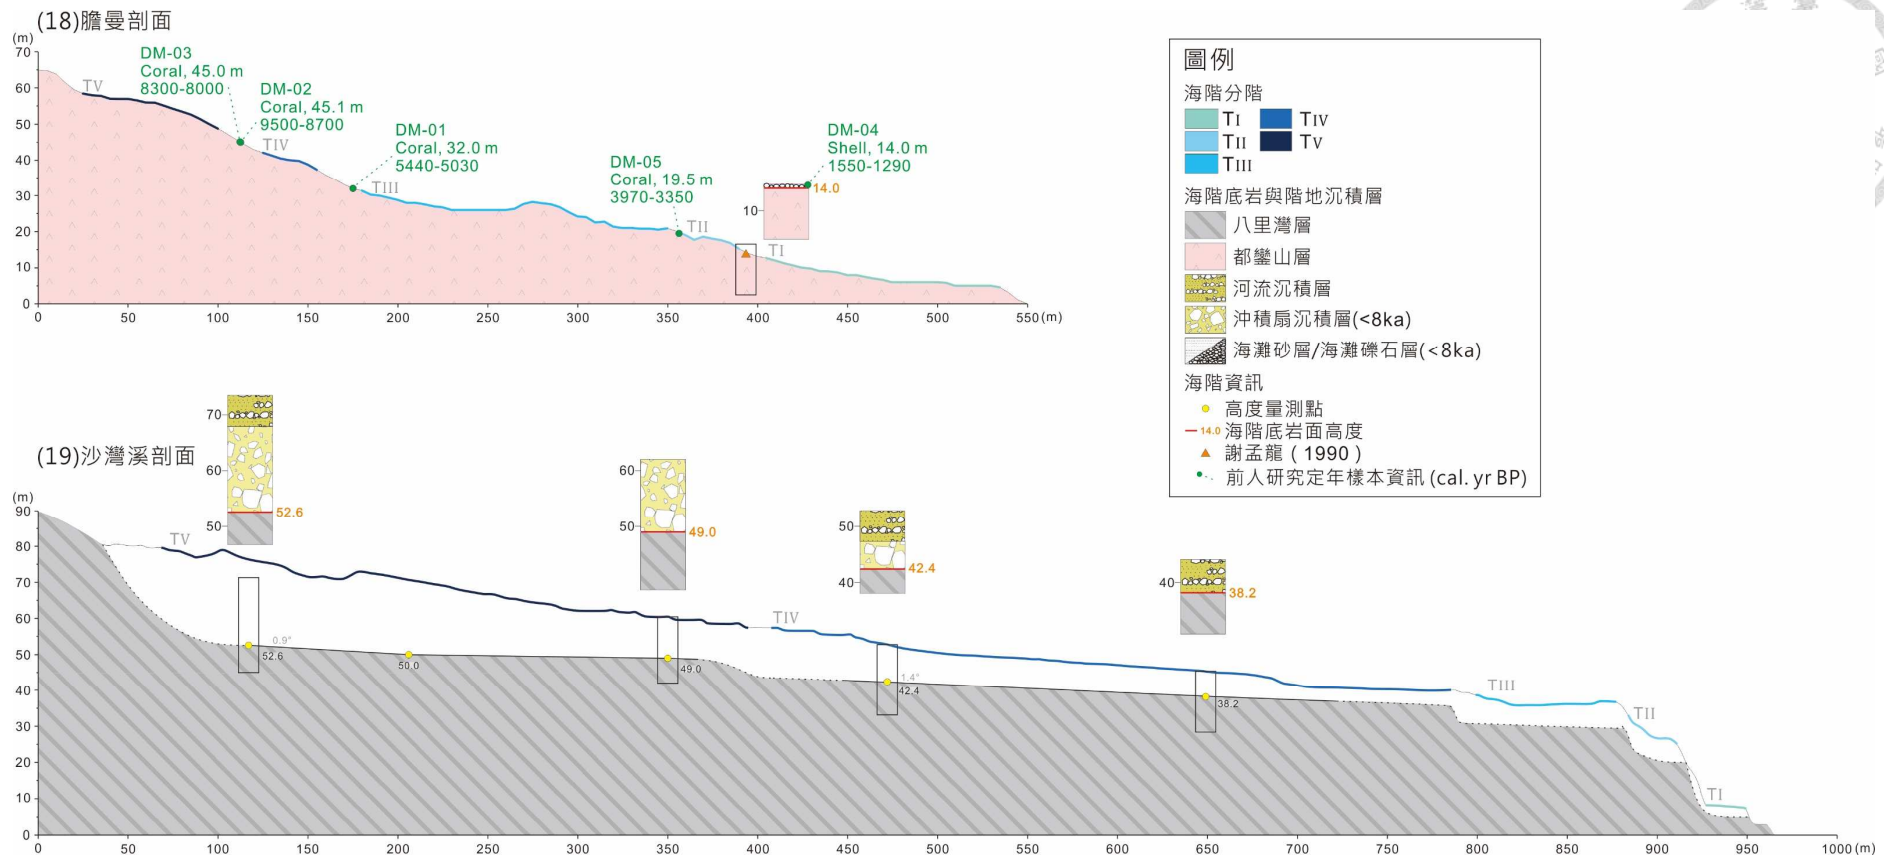 (18)膽曼剖面
(m)
70
60
50
40
30
20
10
0
TV
DM-03
Coral, 45.0 m
8300-8000
DM-02
Coral, 45.1 m
9500-8700
TIV
DM-01
Coral, 32.0 m
5440-5030
TIII
DM-05
Coral, 19.5 m
3970-3350
TII
DM-04
Shell, 14.0 m
1550-1290
14.0
10
TI
0 50 100 150 200 250 300 350 400 450 500 550 (m)
圖例
海階分階
TI TIV
TII TV
TIII
海階底岩與階地沉積層
八里灣層
都鑾山層
河流沉積層
沖積扇沉積層(<8ka)
海灘砂層/海灘礫石層(<8ka)
海階資訊
高度量測點
14.0 海階底岩面高度
謝孟龍(1990)
前人研究定年樣本資訊(cal. yr BP)
(19)沙灣溪剖面
(m)
90
80
70
60
50
40
30
20
10
0
TV
70
60
50
52.6
0.9°
52.6
50.0
60
50
49.0
49.0
TIV
50
40
42.4
1.4°
42.4
40
38.2
38.2
TIII
TII
TI
0 50 100 150 200 250 300 350 400 450 500 550 600 650 700 750 800 850 900 950 1000 (m)